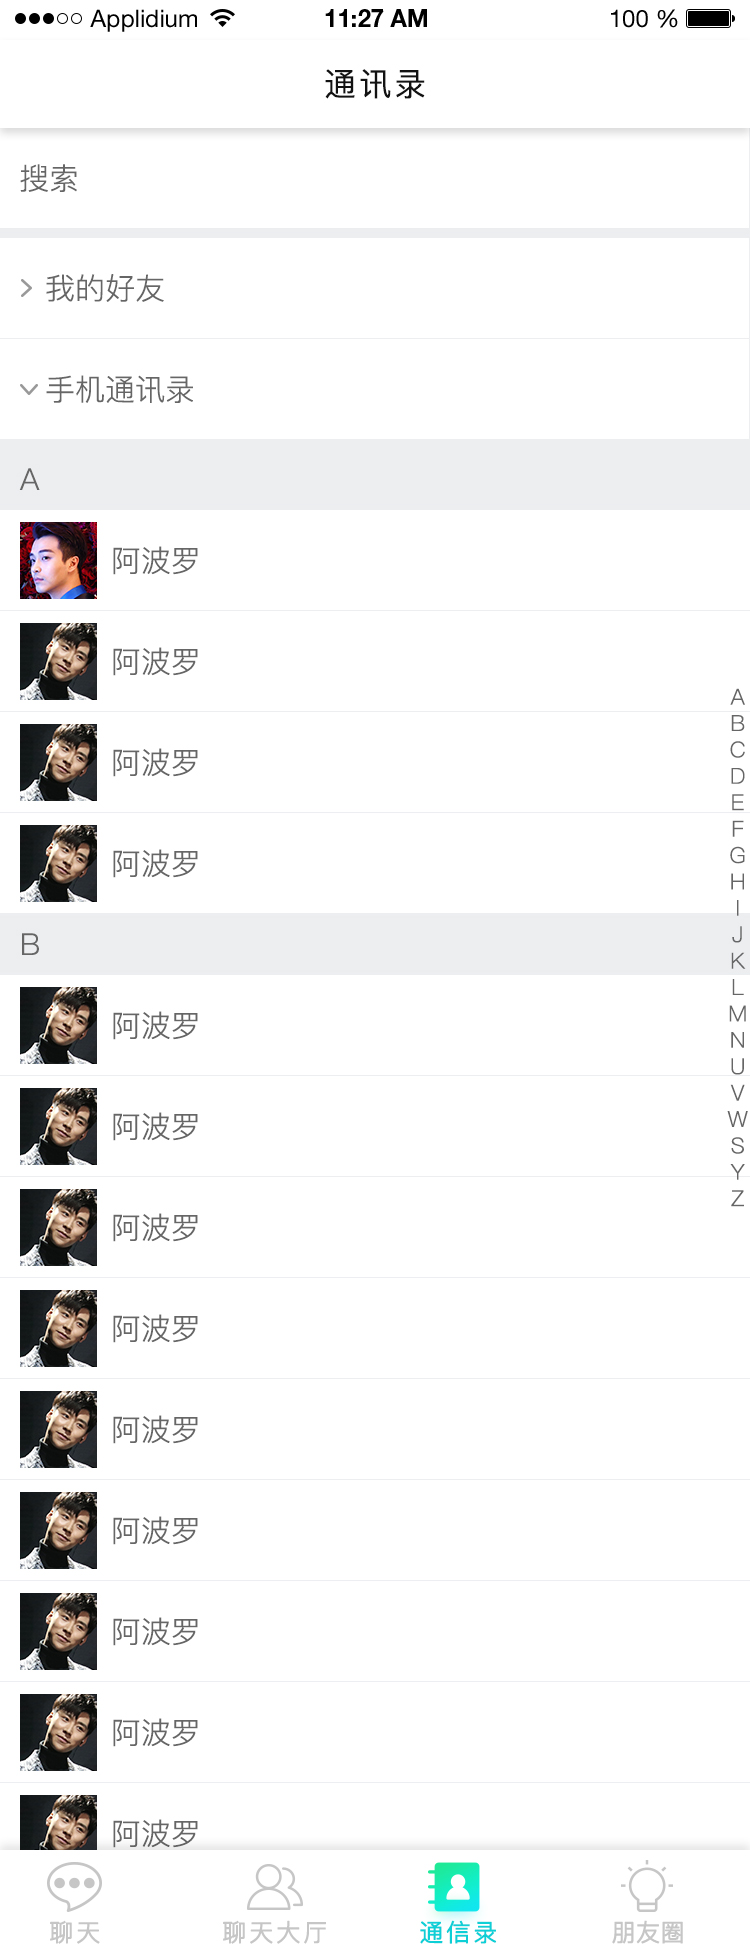 Applidium 11:27 AM 100 %
通讯录
搜索
我的好友
手机通讯录
A
阿波罗
阿波罗
阿波罗
阿波罗
B
阿波罗
阿波罗
阿波罗
阿波罗
阿波罗
阿波罗
阿波罗
阿波罗
阿波罗
A
B
C
D
E
F
G
H
I
J
K
L
M
N
U
V
W
S
Y
Z
聊天 聊天大厅 通信录 朋友圈